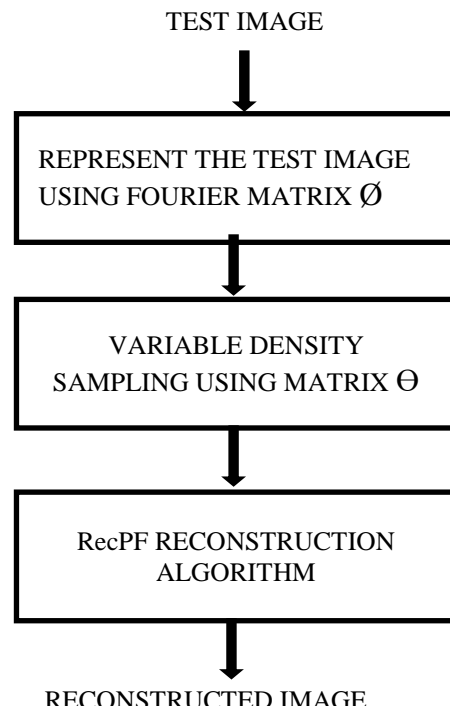 TEST IMAGE
REPRESENT THE TEST IMAGE
USING FOURIER MATRIX Ø
VARIABLE DENSITY
SAMPLING USING MATRIX Ө
RecPF RECONSTRUCTION
ALGORITHM
RECONSTRUCTED IMAGE